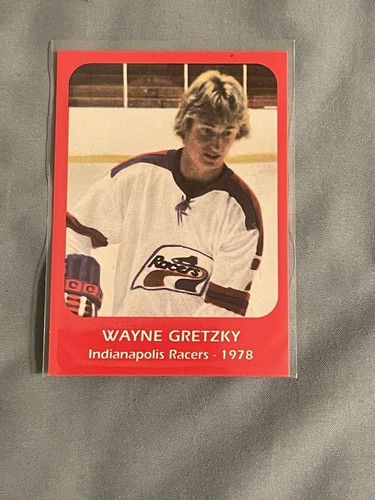 Racers
WAYNE GRETZKY
Indianapolis Racers - 1978